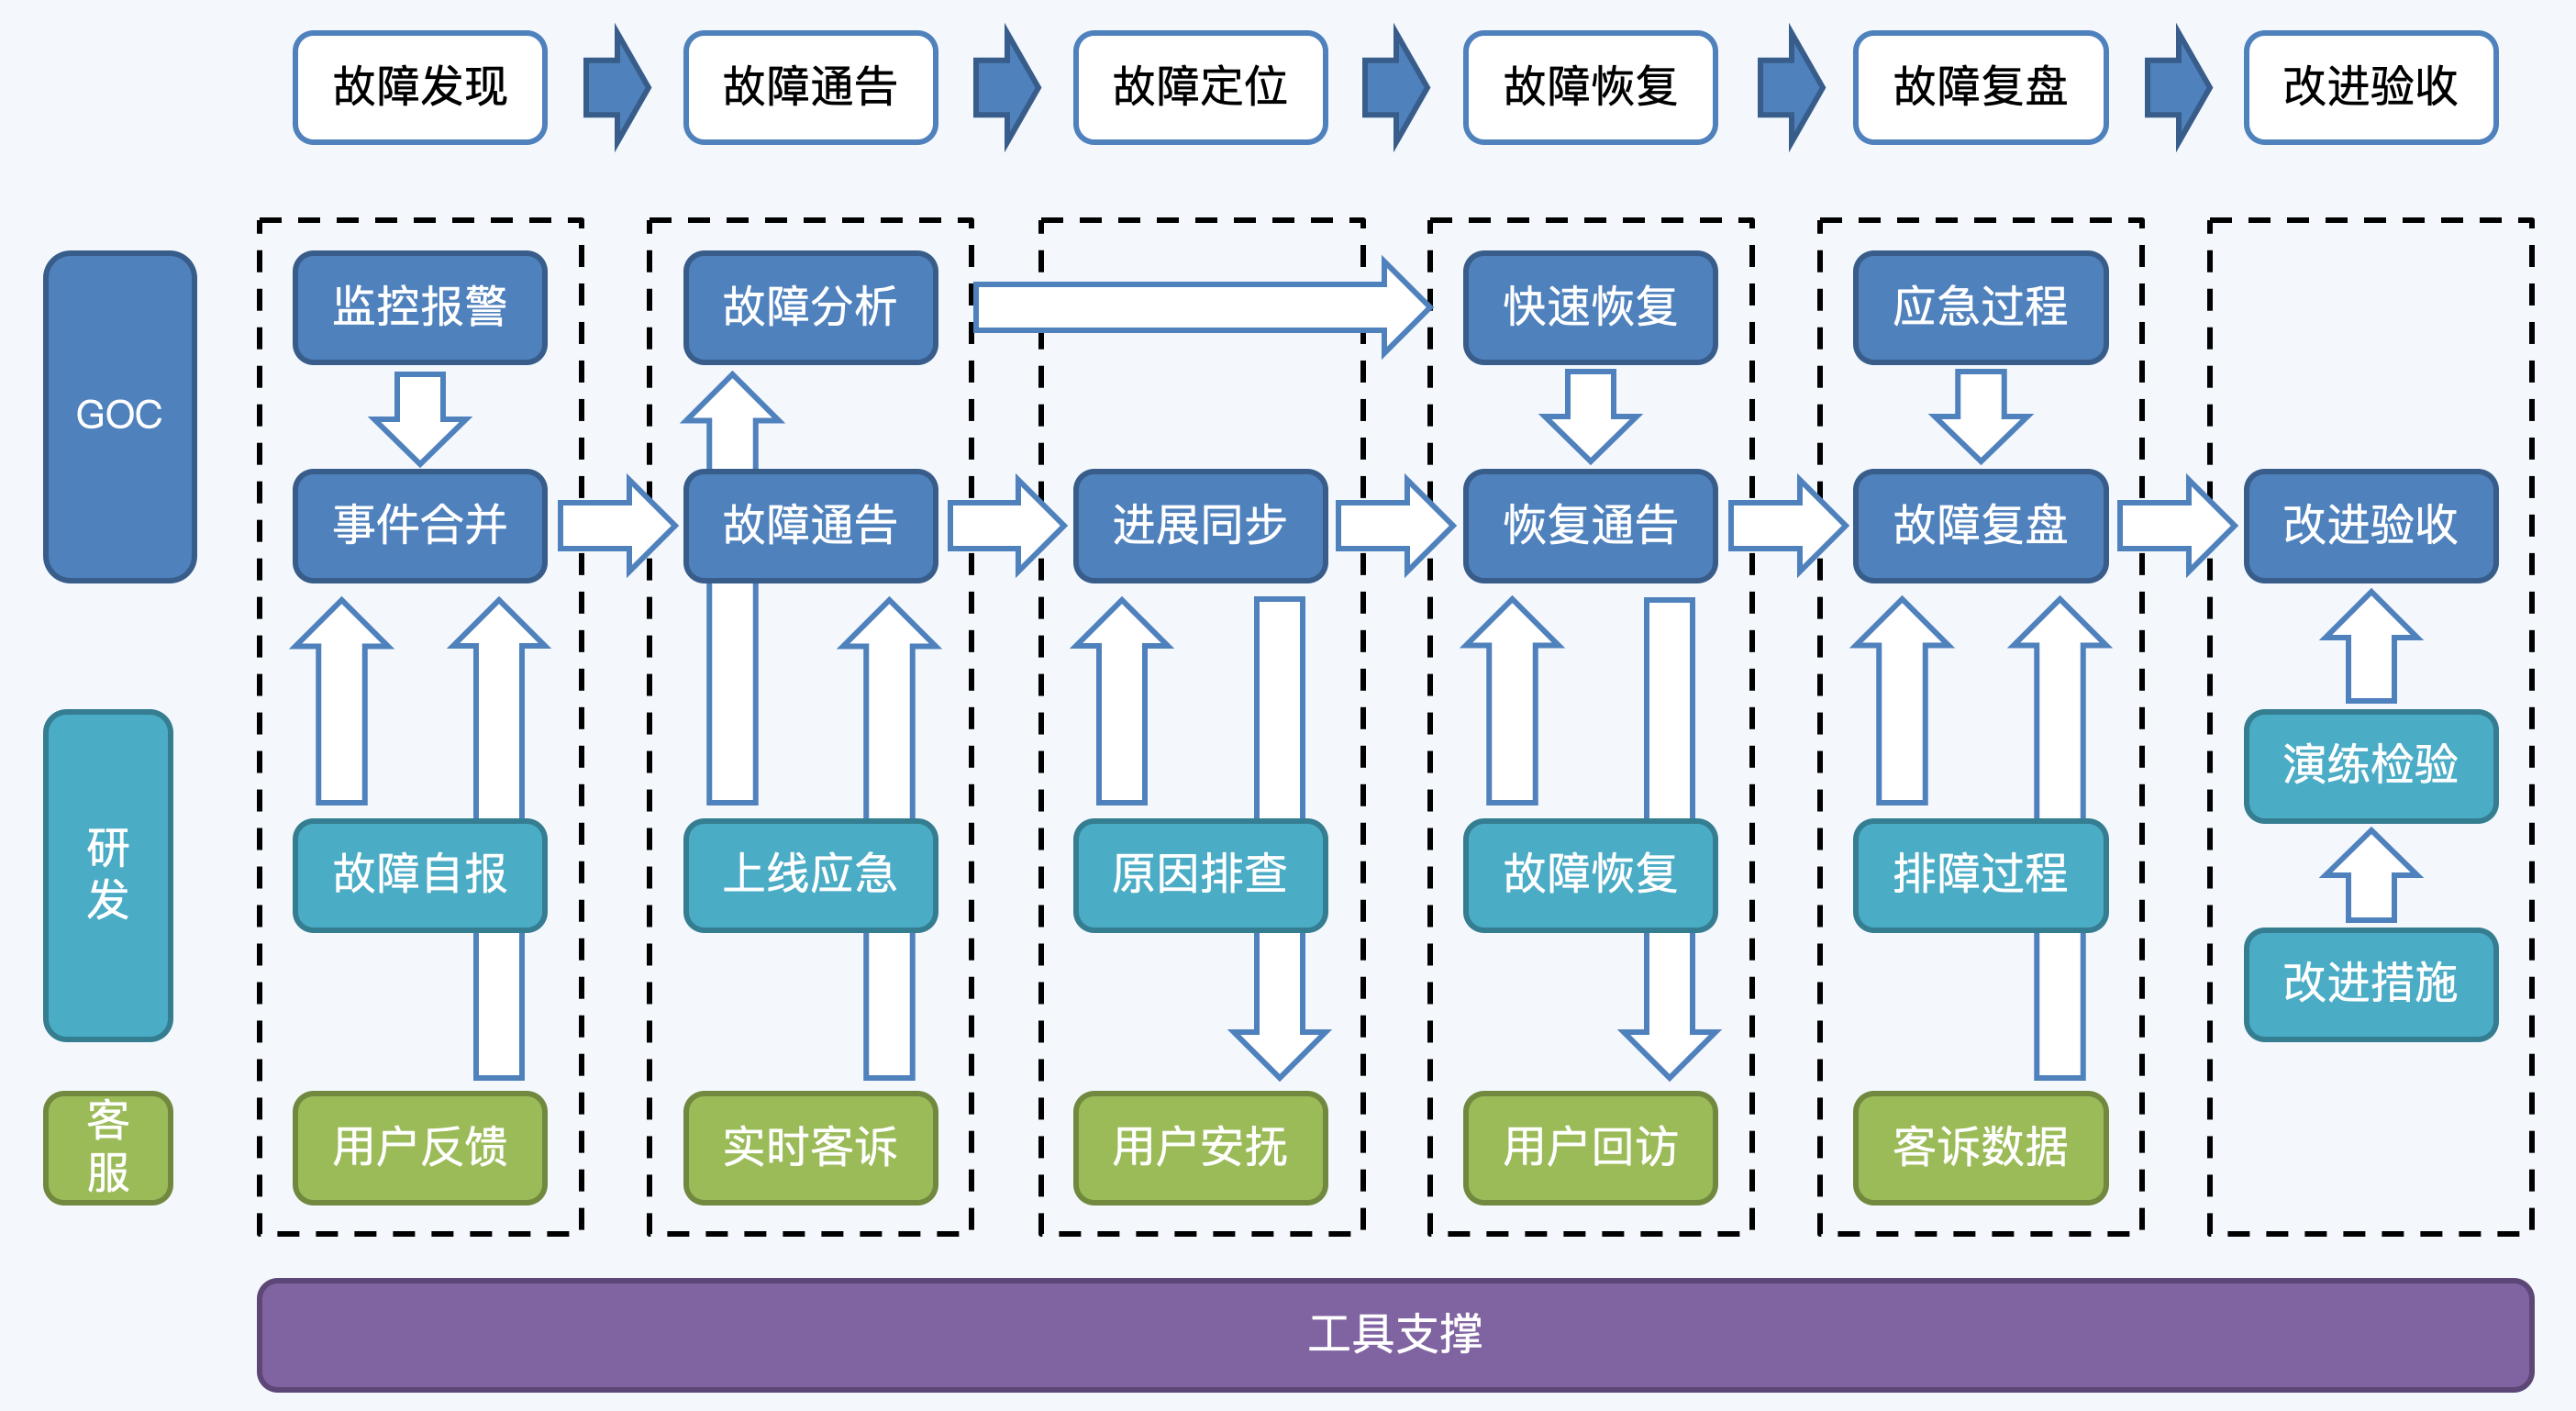 故障发现
故障通告
故障定位
故障恢复
故障复盘
改进验收
GOC
监控报警
故障分析
快速恢复
应急过程
事件合并
故障通告
进展同步
恢复通告
故障复盘
改进验收
研
发
演练检验
故障自报
上线应急
原因排查
故障恢复
排障过程
改进措施
客
服
用户反馈
实时客诉
用户安抚
用户回访
客诉数据
工具支撑